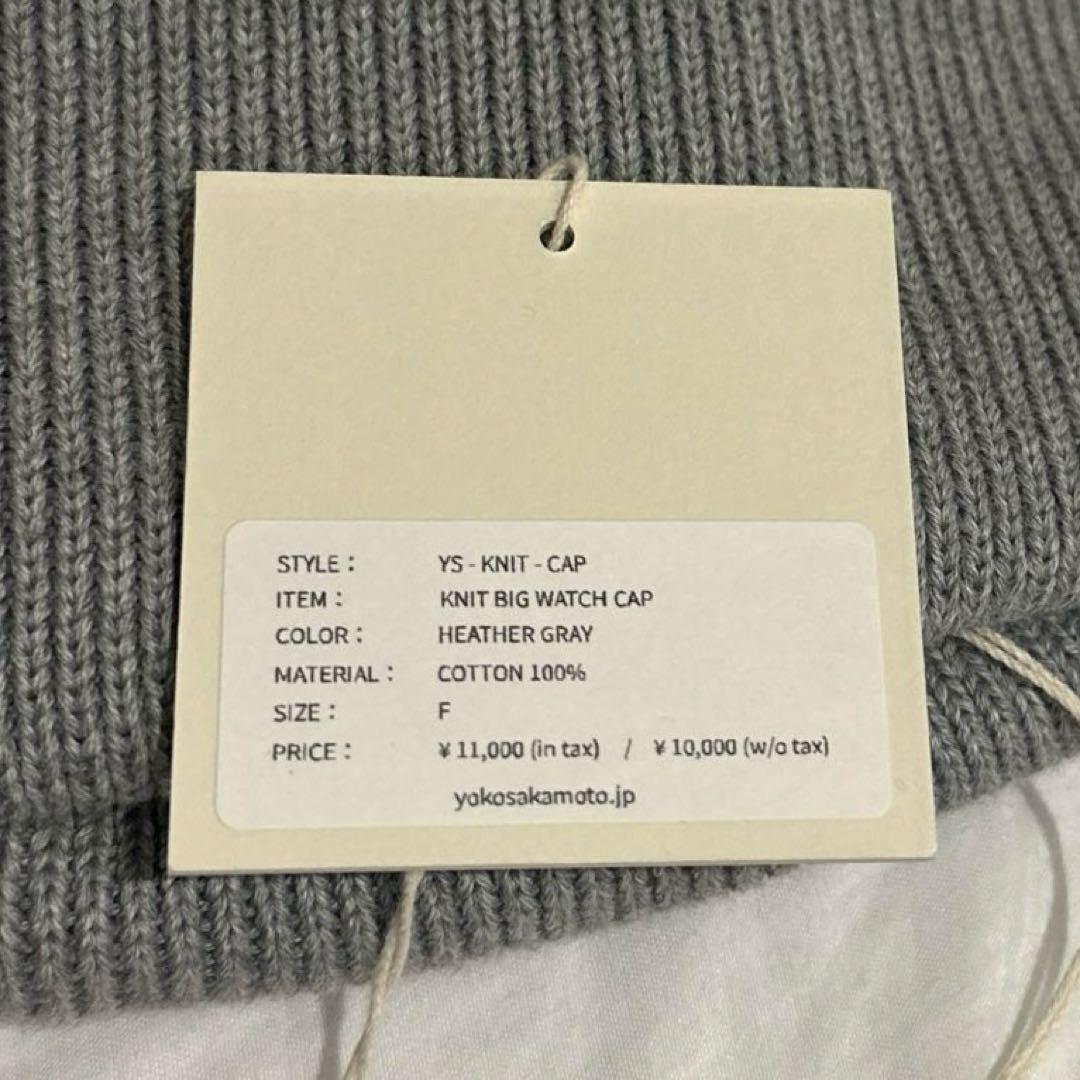 STYLE： YS - KNIT - CAP
ITEM： KNIT BIG WATCH CAP
COLOR： HEATHER GRAY
MATERIAL： COTTON 100%
SIZE： F
PRICE： ¥ 11,000 (in tax) / ¥ 10,000 (w/o tax)
yokosakamoto.jp